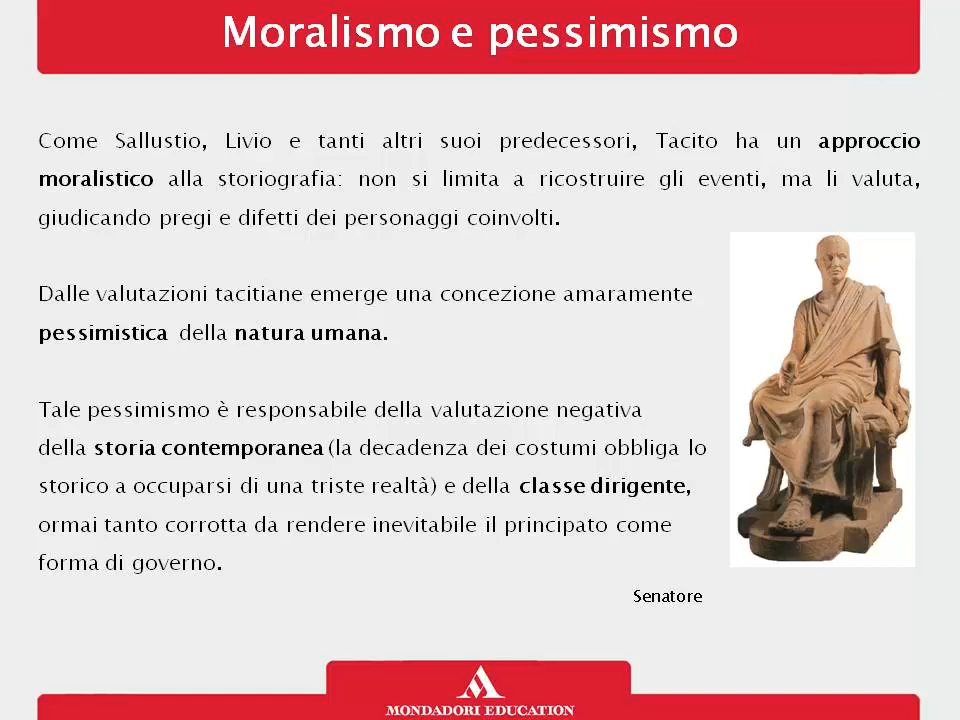 Moralismo e pessimismo
Come Sallustio, Livio e tanti altri suoi predecessori, Tacito ha un approccio
moralistico alla storiografia: non si limita a ricostruire gli eventi, ma li valuta,
giudicando pregi e difetti dei personaggi coinvolti.
Dalle valutazioni tacitiane emerge una concezione amaramente
pessimistica della natura umana.
Tale pessimismo è responsabile della valutazione negativa
della storia contemporanea (la decadenza dei costumi obbliga lo
storico a occuparsi di una triste realtà) e della classe dirigente,
ormai tanto corrotta da rendere inevitabile il principato come
forma di governo.
Senatore
MONDADORI EDUCATION